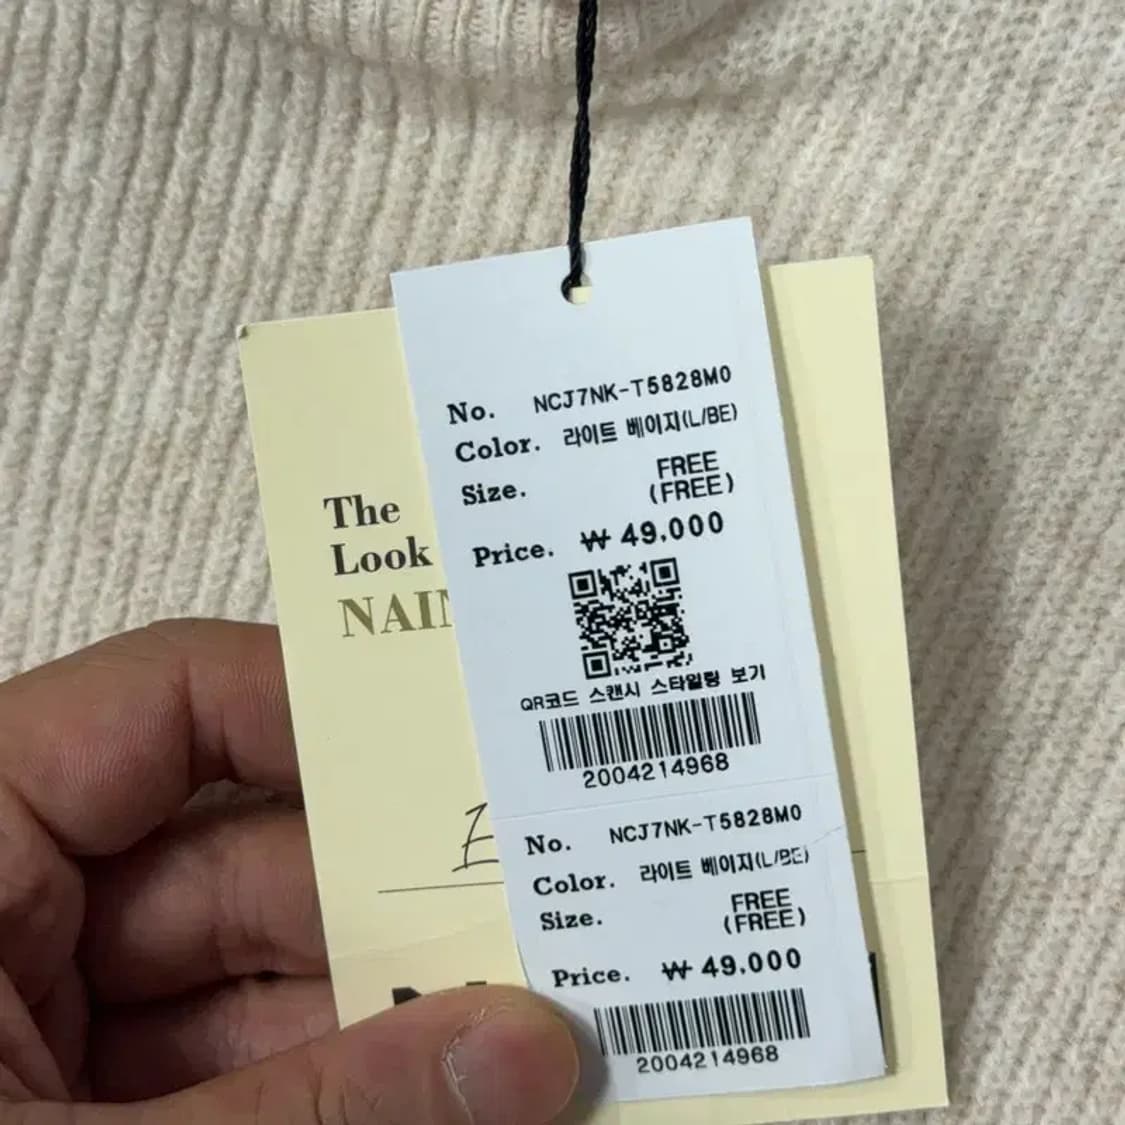 The
Look
NAIN
No. NCJ7NK-T5828M0
Color. 라이트 베이지(L/BE)
Size. FREE
(FREE)
Price. ₩ 49.000
QR코드 스캔시 스타일링 보기
2004214968
No. NCJ7NK-T5828M0
Color. 라이트 베이지(L/BE)
Size. FREE
(FREE)
Price. ₩ 49.000
2004214968